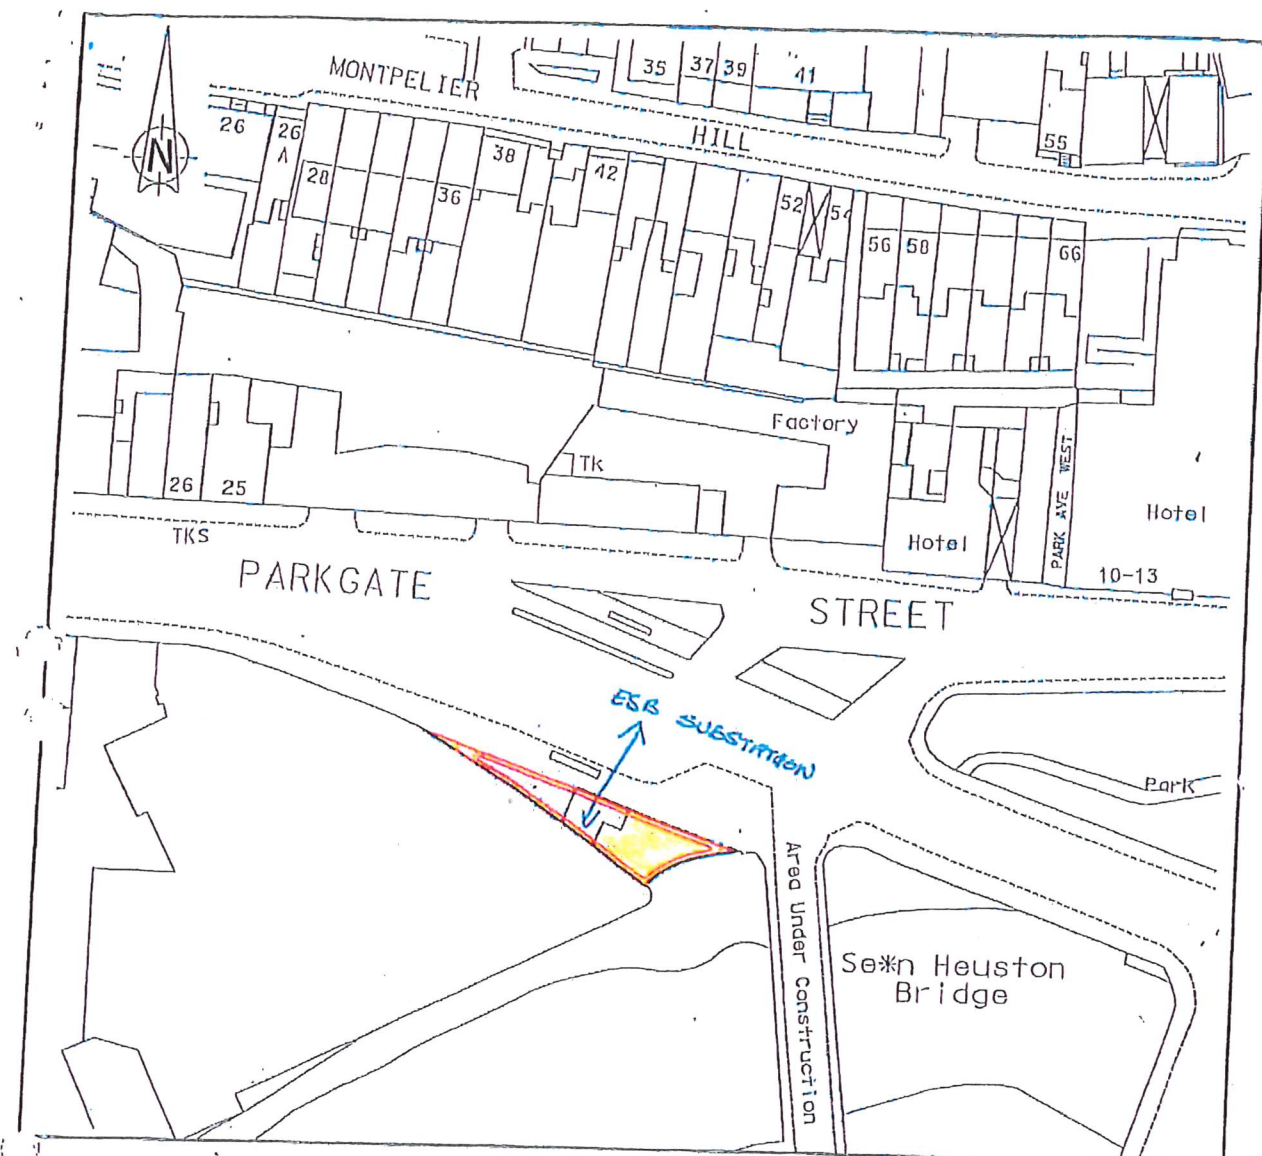 MONTPELIER
HILL
35
37
39
41
55
N
26
26
A
28
36
38
42
52
54
56
58
66
Factory
Tk
26
25
TKS
Hotel
PARK AVE WEST
Hotel
10-13
PARKGATE
STREET
ESB SUBSTATION
Park
Area Under Construction
Se*n Heuston
Bridge